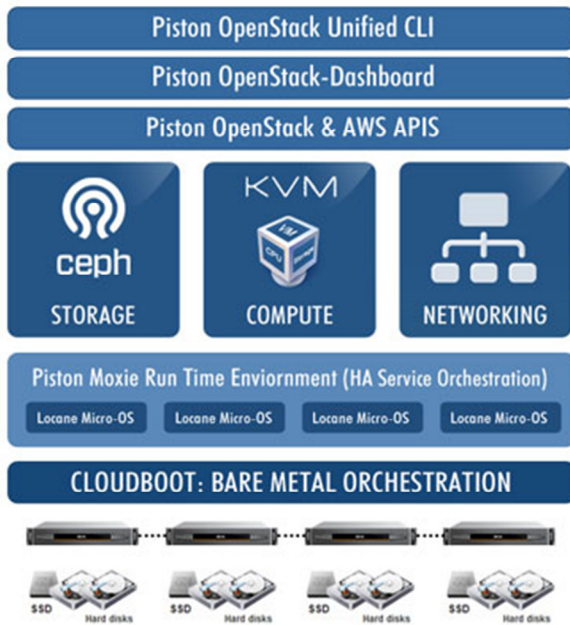 Piston OpenStack Unified CLI
Piston OpenStack-Dashboard
Piston OpenStack & AWS APIS
ceph
STORAGE
KVM
VM
CPU
COMPUTE
NETWORKING
Piston Moxie Run Time Enviornment (HA Service Orchestration)
Locane Micro-OS
Locane Micro-OS
Locane Micro-OS
Locane Micro-OS
CLOUDBOOT: BARE METAL ORCHESTRATION
SSD
Hard disks
SSD
Hard disks
SSD
Hard disks
SSD
Hard disks